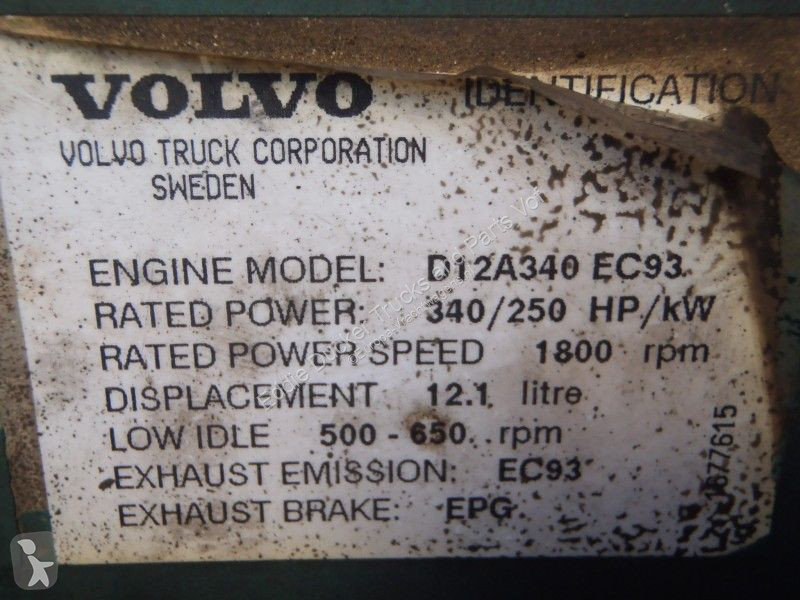 VOLVO
IDENTIFICATION
VOLVO TRUCK CORPORATION
SWEDEN
ENGINE MODEL: D12A340 EC93
RATED POWER: 340/250 HP/kW
RATED POWER SPEED 1800 rpm
DISPLACEMENT 12.1 litre
LOW IDLE 500 - 650 rpm
EXHAUST EMISSION: EC93
EXHAUST BRAKE: EPG
1677615